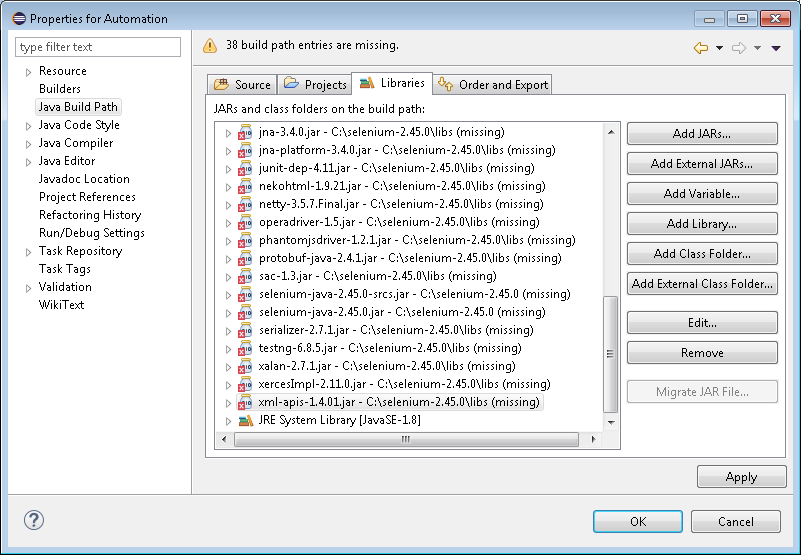 Properties for Automation
type filter text
Resource
Builders
Java Build Path
Java Code Style
Java Compiler
Java Editor
Javadoc Location
Project References
Refactoring History
Run/Debug Settings
Task Repository
Task Tags
Validation
WikiText
38 build path entries are missing.
Source Projects Libraries Order and Export
JARs and class folders on the build path:
jna-3.4.0.jar - C:\selenium-2.45.0\libs (missing)
jna-platform-3.4.0.jar - C:\selenium-2.45.0\libs (missing)
junit-dep-4.11.jar - C:\selenium-2.45.0\libs (missing)
nekohtml-1.9.21.jar - C:\selenium-2.45.0\libs (missing)
netty-3.5.7.Final.jar - C:\selenium-2.45.0\libs (missing)
operadriver-1.5.jar - C:\selenium-2.45.0\libs (missing)
phantomjsdriver-1.2.1.jar - C:\selenium-2.45.0\libs (missing)
protobuf-java-2.4.1.jar - C:\selenium-2.45.0\libs (missing)
sac-1.3.jar - C:\selenium-2.45.0\libs (missing)
selenium-java-2.45.0-srcs.jar - C:\selenium-2.45.0 (missing)
selenium-java-2.45.0.jar - C:\selenium-2.45.0 (missing)
serializer-2.7.1.jar - C:\selenium-2.45.0\libs (missing)
testng-6.8.5.jar - C:\selenium-2.45.0\libs (missing)
xalan-2.7.1.jar - C:\selenium-2.45.0\libs (missing)
xercesImpl-2.11.0.jar - C:\selenium-2.45.0\libs (missing)
xml-apis-1.4.01.jar - C:\selenium-2.45.0\libs (missing)
JRE System Library [JavaSE-1.8]
Add JARs...
Add External JARs...
Add Variable...
Add Library...
Add Class Folder...
Add External Class Folder...
Edit...
Remove
Migrate JAR File...
Apply
OK Cancel